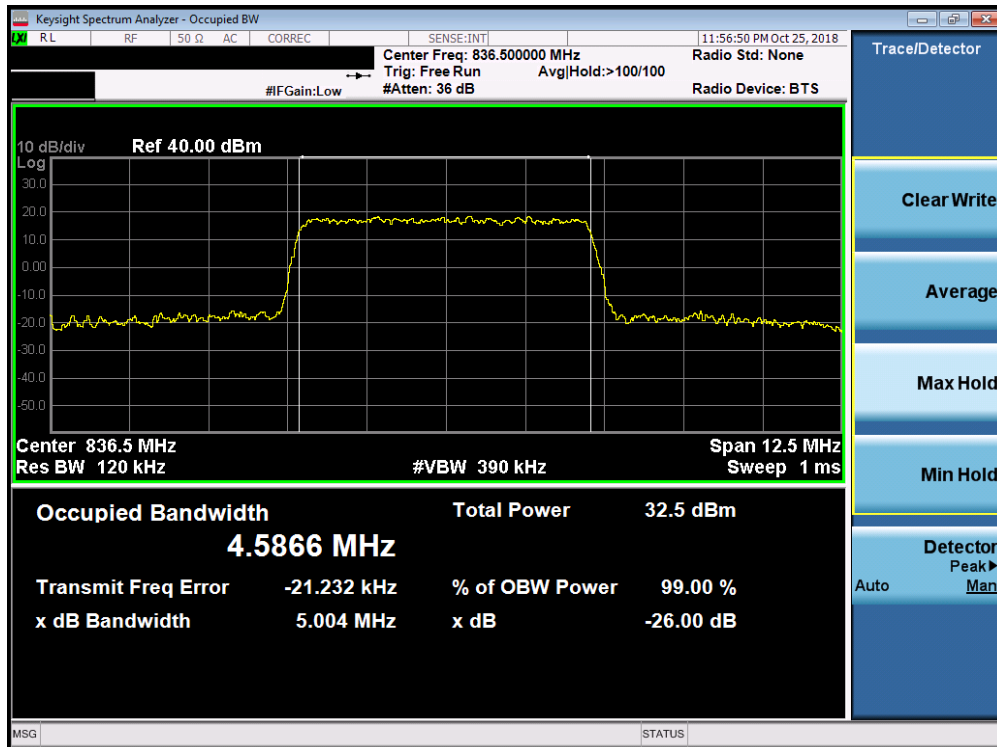 Keysight Spectrum Analyzer - Occupied BW
LXI RL RF 50 Ω AC CORREC SENSE:INT 11:56:50 PM Oct 25, 2018
Center Freq: 836.500000 MHz Radio Std: None
Trig: Free Run Avg|Hold:>100/100
#IFGain:Low #Atten: 36 dB Radio Device: BTS
Trace/Detector
10 dB/div Ref 40.00 dBm
Log
30.0
20.0
10.0
0.00
-10.0
-20.0
-30.0
-40.0
-50.0
Center 836.5 MHz Span 12.5 MHz
Res BW 120 kHz #VBW 390 kHz Sweep 1 ms
Occupied Bandwidth Total Power 32.5 dBm
4.5866 MHz
Transmit Freq Error -21.232 kHz % of OBW Power 99.00 %
x dB Bandwidth 5.004 MHz x dB -26.00 dB
Clear Write
Average
Max Hold
Min Hold
Detector
Peak▶
Auto Man
MSG STATUS